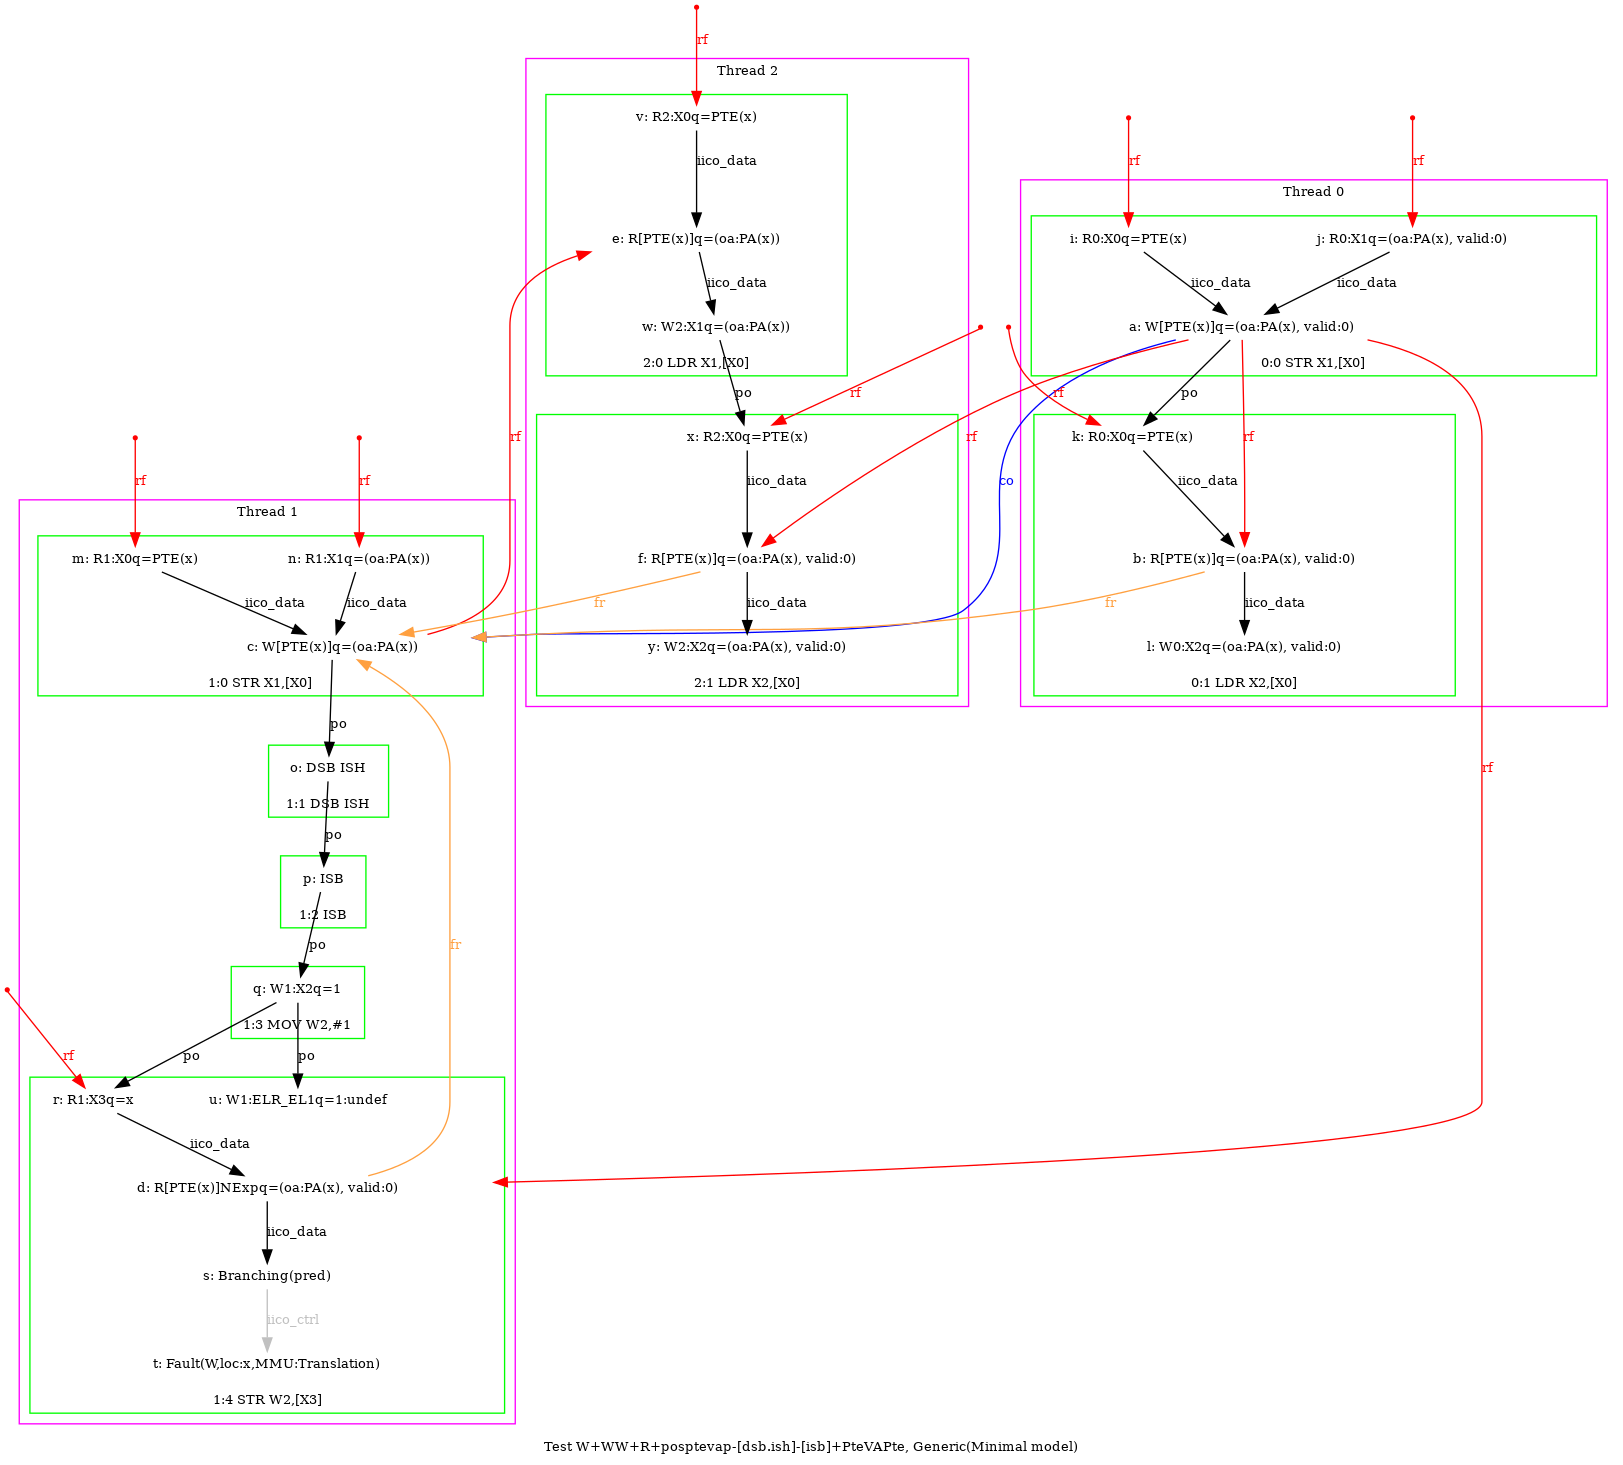 rf
Thread 2
v: R2:X0q=PTE(x)
iico_data
rf
rf
Thread 0
e: R[PTE(x)]q=(oa:PA(x))
i: R0:X0q=PTE(x)
j: R0:X1q=(oa:PA(x), valid:0)
iico_data
iico_data
iico_data
w: W2:X1q=(oa:PA(x))
a: W[PTE(x)]q=(oa:PA(x), valid:0)
2:0 LDR X1,[X0]
0:0 STR X1,[X0]
po
rf
rf
po
rf
x: R2:X0q=PTE(x)
rf
k: R0:X0q=PTE(x)
rf
rf
rf
iico_data
co
iico_data
Thread 1
m: R1:X0q=PTE(x)
n: R1:X1q=(oa:PA(x))
f: R[PTE(x)]q=(oa:PA(x), valid:0)
b: R[PTE(x)]q=(oa:PA(x), valid:0)
iico_data
iico_data
fr
iico_data
fr
iico_data
c: W[PTE(x)]q=(oa:PA(x))
y: W2:X2q=(oa:PA(x), valid:0)
l: W0:X2q=(oa:PA(x), valid:0)
1:0 STR X1,[X0]
2:1 LDR X2,[X0]
0:1 LDR X2,[X0]
po
o: DSB ISH
rf
1:1 DSB ISH
po
p: ISB
1:2 ISB
po
fr
q: W1:X2q=1
1:3 MOV W2,#1
rf
po
po
r: R1:X3q=x
u: W1:ELR_EL1q=1:undef
iico_data
d: R[PTE(x)]NExpq=(oa:PA(x), valid:0)
iico_data
s: Branching(pred)
iico_ctrl
t: Fault(W,loc:x,MMU:Translation)
1:4 STR W2,[X3]
Test W+WW+R+posptevap-[dsb.ish]-[isb]+PteVAPte, Generic(Minimal model)